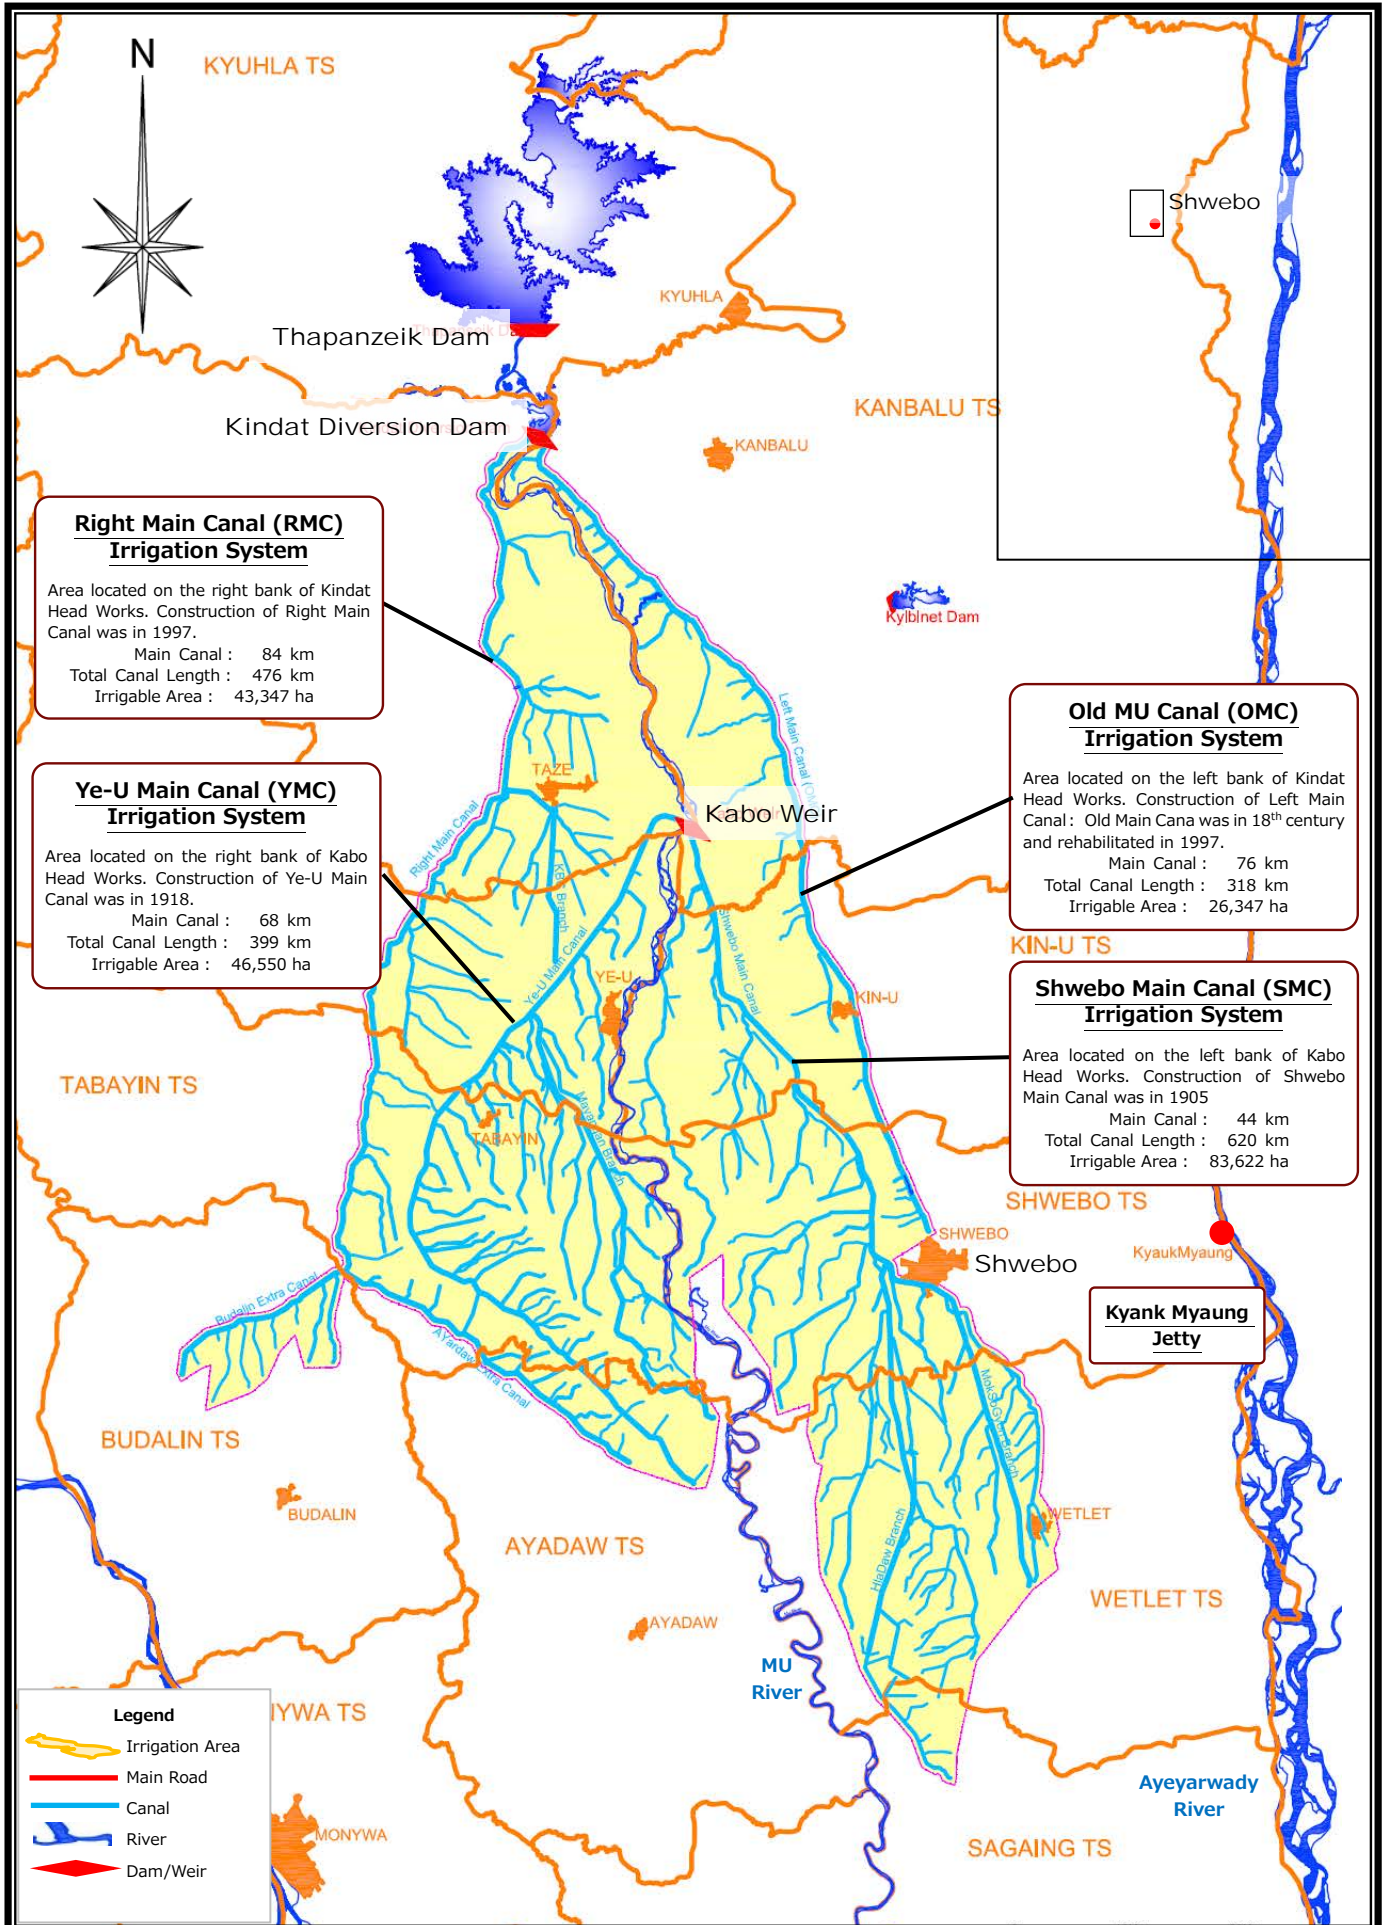 N
KYUHLA TS
Shwebo
KYUHLA
Thapanzeik Dam
KANBALU TS
Kindat Diversion Dam
KANBALU
Right Main Canal (RMC)
Irrigation System
Area located on the right bank of Kindat
Head Works. Construction of Right Main
Canal was in 1997.
Main Canal : 84 km
Total Canal Length : 476 km
Irrigable Area : 43,347 ha
KyIbInet Dam
Left Main Canal (OMC)
Old MU Canal (OMC)
Irrigation System
Area located on the left bank of Kindat
Head Works. Construction of Left Main
Canal : Old Main Cana was in 18th century
and rehabilitated in 1997.
Main Canal : 76 km
Total Canal Length : 318 km
Irrigable Area : 26,347 ha
TAZE
Ye-U Main Canal (YMC)
Irrigation System
Area located on the right bank of Kabo
Head Works. Construction of Ye-U Main
Canal was in 1918.
Main Canal : 68 km
Total Canal Length : 399 km
Irrigable Area : 46,550 ha
Kabo Weir
Right Main Canal
Branch
Shwebo Main Canal
Ye-U Main Canal
YE-U
KIN-U TS
KIN-U
Shwebo Main Canal (SMC)
Irrigation System
Area located on the left bank of Kabo
Head Works. Construction of Shwebo
Main Canal was in 1905
Main Canal : 44 km
Total Canal Length : 620 km
Irrigable Area : 83,622 ha
TABAYIN TS
TABAYIN
Branch
SHWEBO TS
SHWEBO
Shwebo
KyaukMyaung
Kyank Myaung
Jetty
Budalin Extra Canal
AYardaw Extra Canal
MokSoGyon Branch
BUDALIN TS
BUDALIN
AYADAW TS
HlaDaw Branch
WETLET
WETLET TS
AYADAW
MU
River
Legend
Irrigation Area
Main Road
Canal
River
Dam/Weir
NYWA TS
MONYWA
Ayeyarwady
River
SAGAING TS